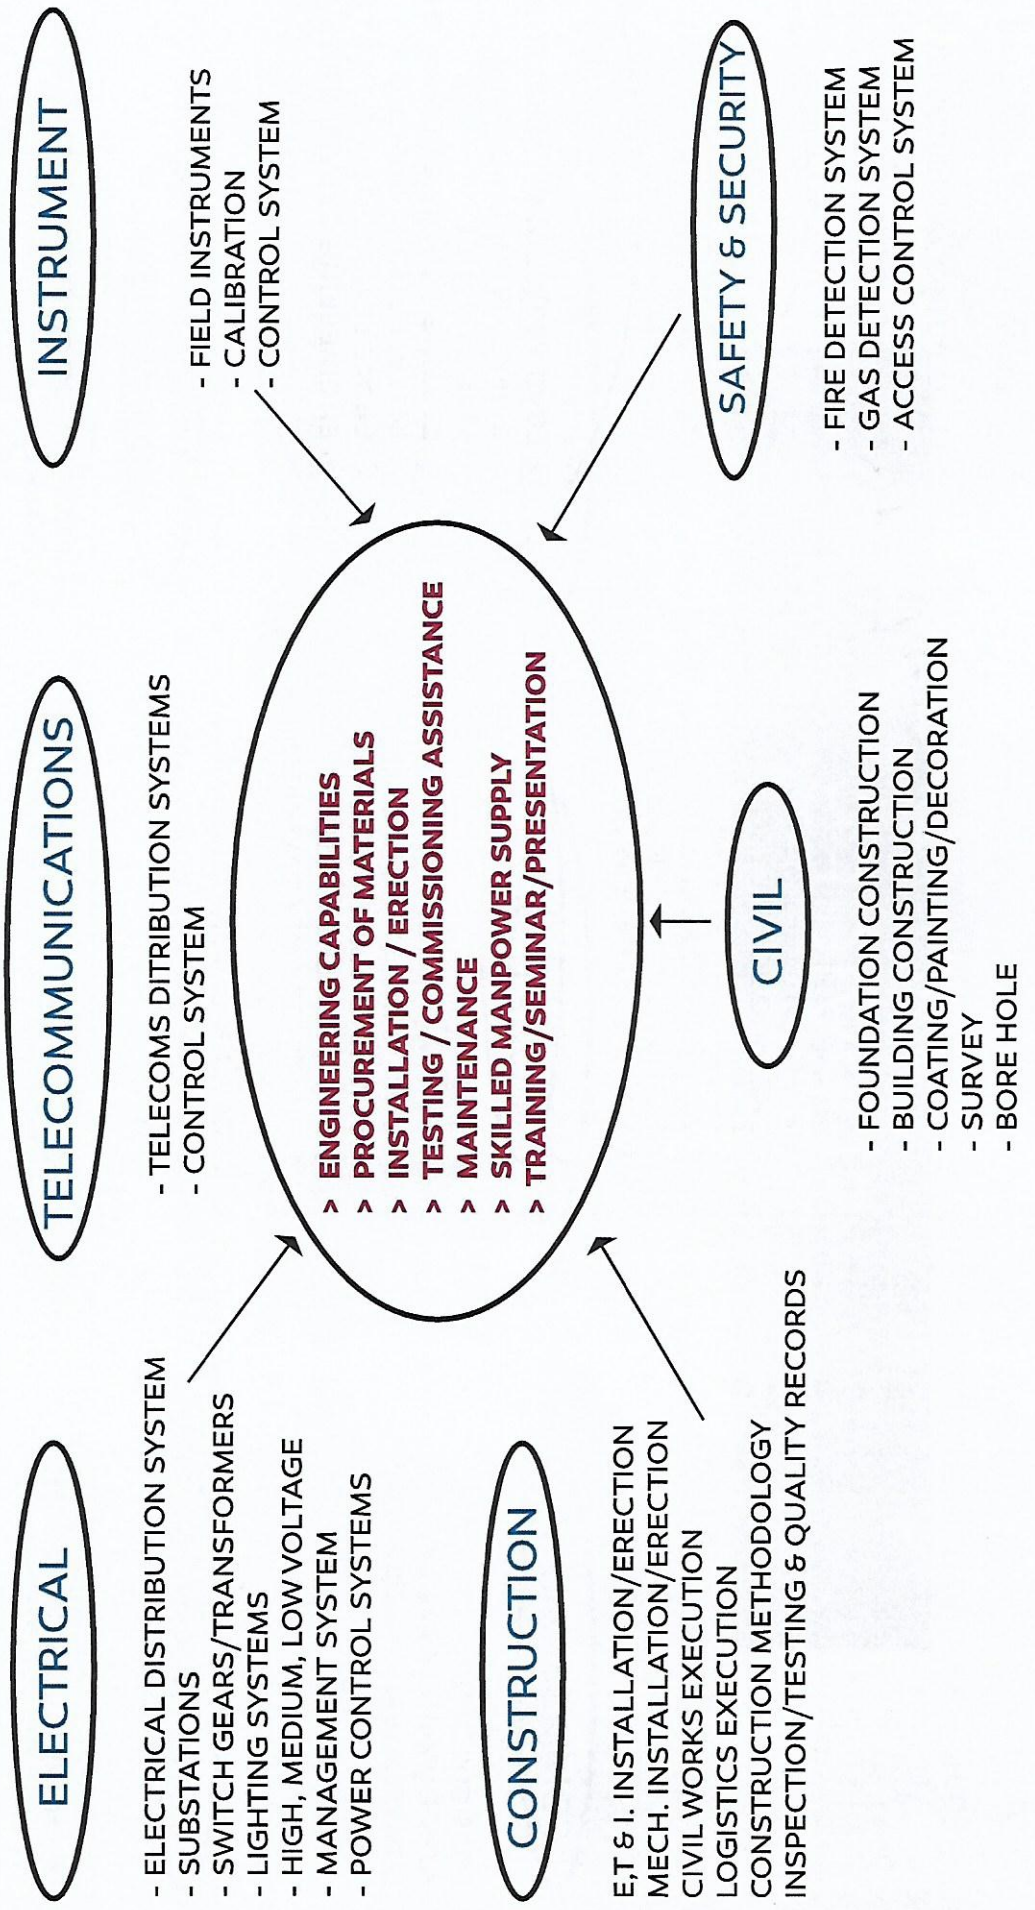 ELECTRICAL
- ELECTRICAL DISTRIBUTION SYSTEM
- SUBSTATIONS
- SWITCH GEARS/TRANSFORMERS
- LIGHTING SYSTEMS
- HIGH, MEDIUM, LOW VOLTAGE
- MANAGEMENT SYSTEM
- POWER CONTROL SYSTEMS
TELECOMMUNICATIONS
- TELECOMS DITRIBUTION SYSTEMS
- CONTROL SYSTEM
INSTRUMENT
- FIELD INSTRUMENTS
- CALIBRATION
- CONTROL SYSTEM
> ENGINEERING CAPABILITIES
> PROCUREMENT OF MATERIALS
> INSTALLATION / ERECTION
> TESTING / COMMISSIONING ASSISTANCE
> MAINTENANCE
> SKILLED MANPOWER SUPPLY
> TRAINING/SEMINAR/PRESENTATION
CONSTRUCTION
E,T & I. INSTALLATION/ERECTION
MECH. INSTALLATION/ERECTION
CIVIL WORKS EXECUTION
LOGISTICS EXECUTION
CONSTRUCTION METHODOLOGY
INSPECTION/TESTING & QUALITY RECORDS
CIVIL
- FOUNDATION CONSTRUCTION
- BUILDING CONSTRUCTION
- COATING/PAINTING/DECORATION
- SURVEY
- BORE HOLE
SAFETY & SECURITY
- FIRE DETECTION SYSTEM
- GAS DETECTION SYSTEM
- ACCESS CONTROL SYSTEM